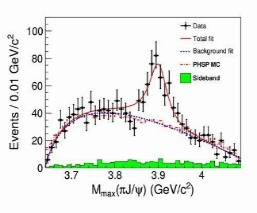 Events / 0.01 GeV/c²
100
80
60
40
20
0
Data
Total fit
Background fit
PHSP MC
Sideband
3.7 3.8 3.9 4
M_max(πJ/ψ) (GeV/c²)